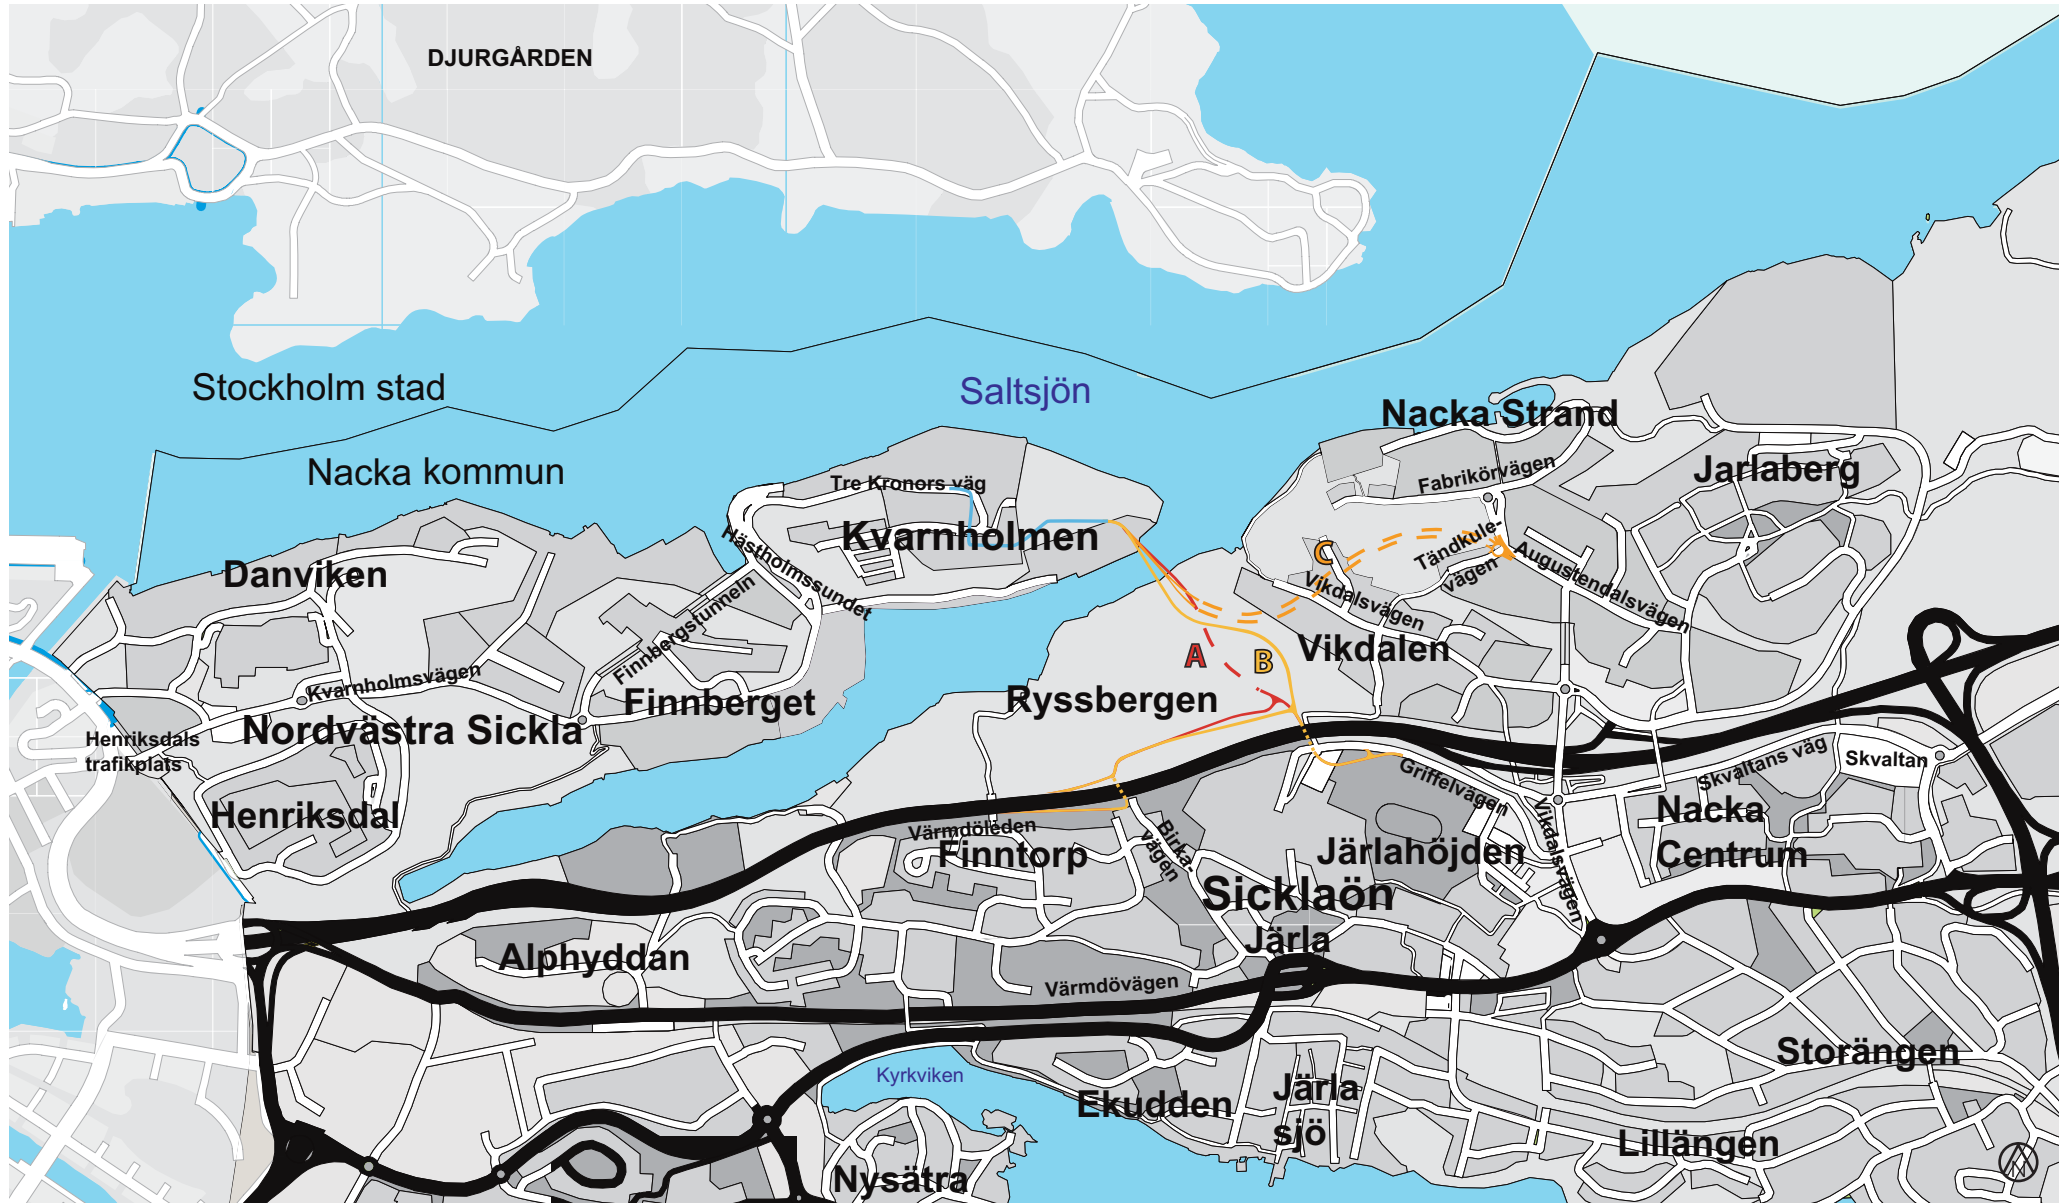 DJURGÅRDEN
Stockholm stad
Saltsjön
Nacka kommun
Nacka Strand
Jarlaberg
Fabrikörvägen
Tre Kronors väg
Kvarnholmen
Hästholmssundet
Danviken
C
Tändkule-
vägen
Augustendalsvägen
Vikdalsvägen
Finnbergstunneln
A
B
Vikdalen
Kvarnholmsvägen
Finnberget
Ryssbergen
Nordvästra Sickla
Henriksdals
trafikplats
Henriksdal
Griffelvägen
Skvaltans väg
Skvaltan
Nacka
Centrum
Vikdalsvägen
Värmdöleden
Finntorp
Birka-
vägen
Järlahöjden
Sicklaön
Järla
Alphyddan
Värmdövägen
Storängen
Kyrkviken
Ekudden
Järla
sjö
Lillängen
Nysätra
N